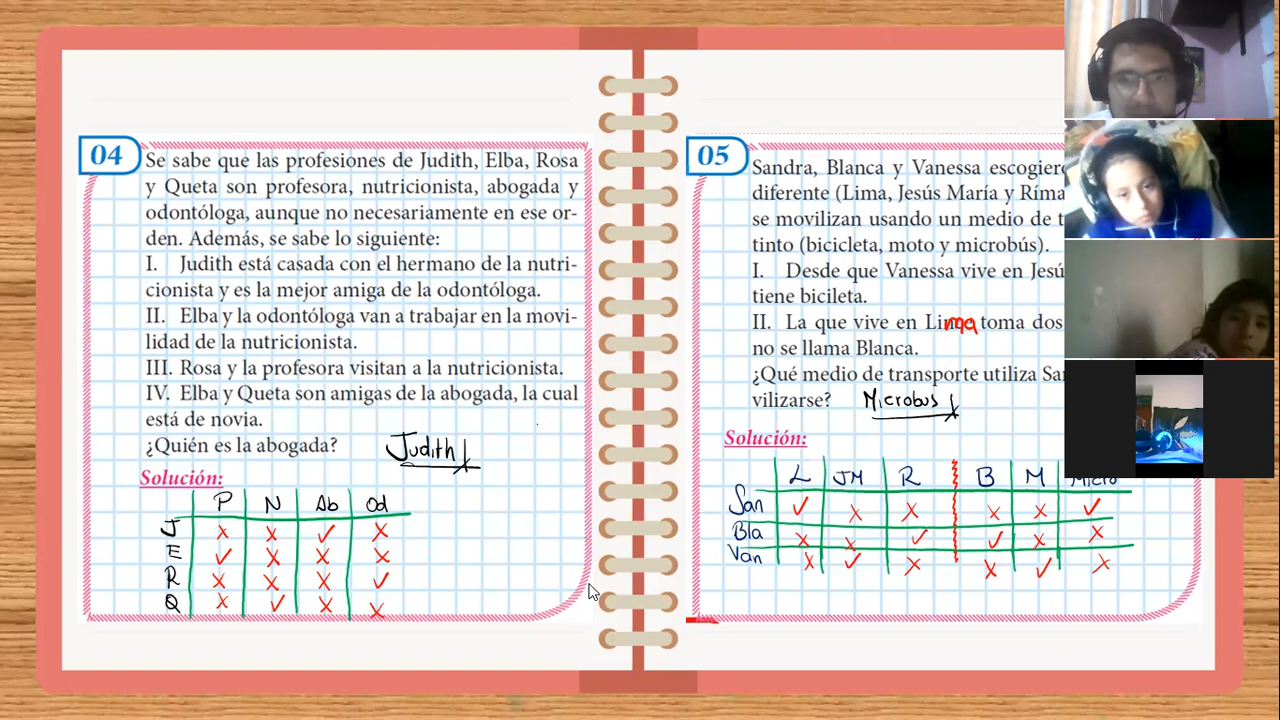 04
Se sabe que las profesiones de Judith, Elba, Rosa
y Queta son profesora, nutricionista, abogada y
odontóloga, aunque no necesariamente en ese or-
den. Además, se sabe lo siguiente:
I. Judith está casada con el hermano de la nutri-
cionista y es la mejor amiga de la odontóloga.
II. Elba y la odontóloga van a trabajar en la movi-
lidad de la nutricionista.
III. Rosa y la profesora visitan a la nutricionista.
IV. Elba y Queta son amigas de la abogada, la cual
está de novia.
¿Quién es la abogada? Judith
Solución:
P N Ab Od
J x x ✓ x
E ✓ x x x
R x x x ✓
Q x ✓ x x
05
Sandra, Blanca y Vanessa escogiero
diferente (Lima, Jesús María y Ríma
se movilizan usando un medio de t
tinto (bicicleta, moto y microbús).
I. Desde que Vanessa vive en Jesú
tiene bicileta.
II. La que vive en Lima toma dos
no se llama Blanca.
¿Qué medio de transporte utiliza Sa
vilizarse? Microbus
Solución:
L JM R B M Micro
San ✓ x x x x ✓
Bla x x ✓ ✓ x x
Van x ✓ x x ✓ x